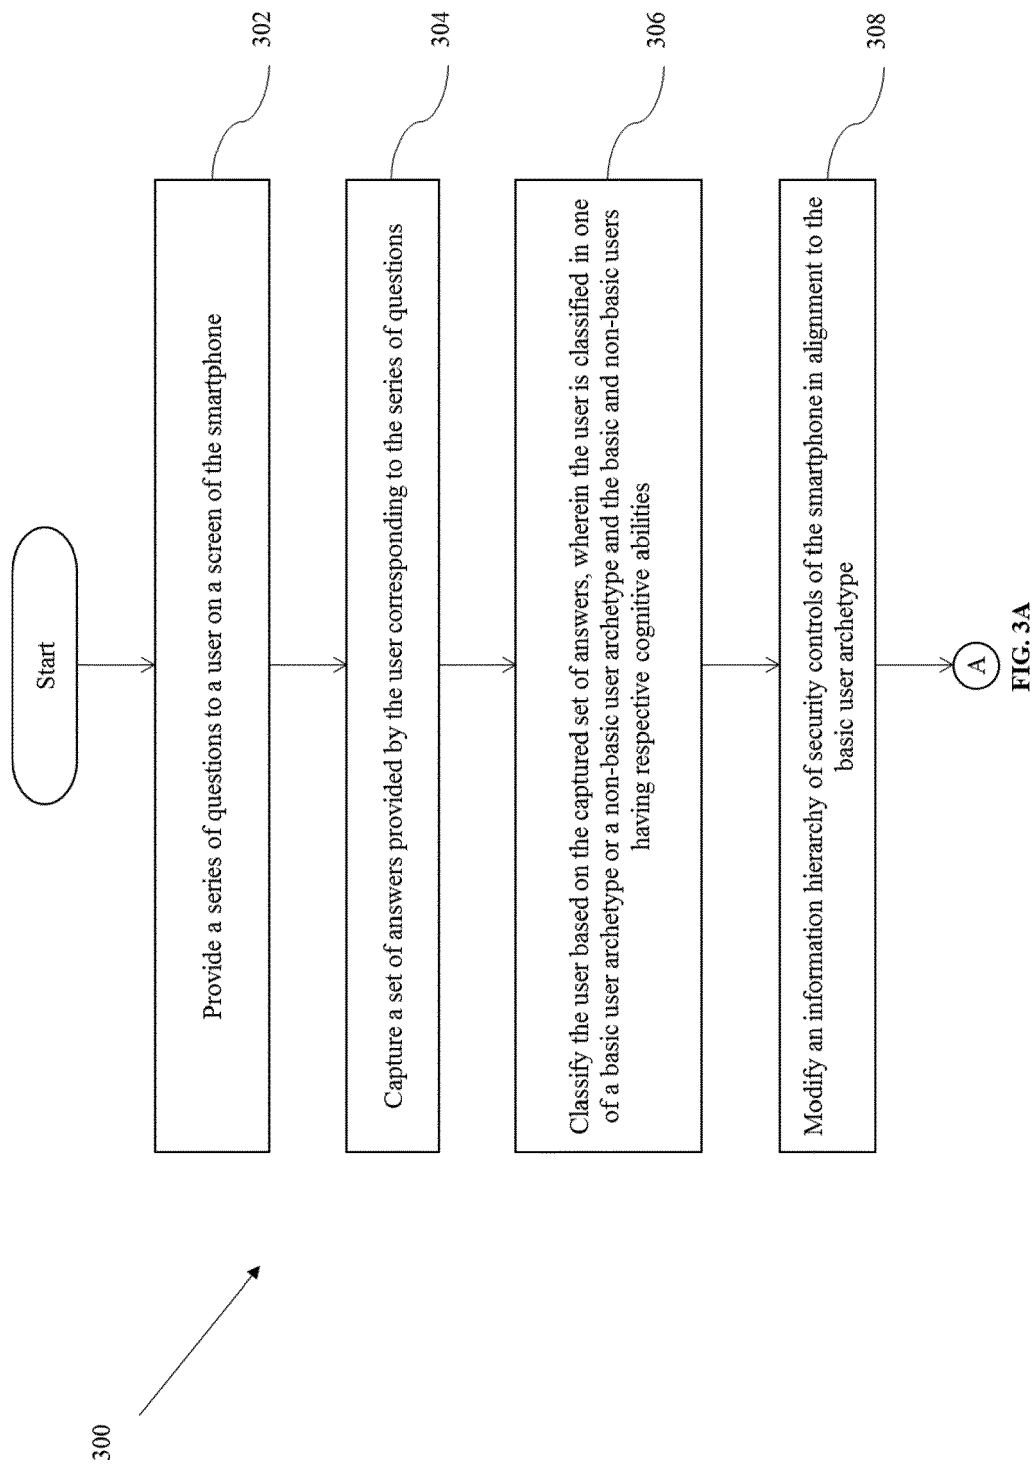 300
Start
Provide a series of questions to a user on a screen of the smartphone
302
Capture a set of answers provided by the user corresponding to the series of questions
304
Classify the user based on the captured set of answers, wherein the user is classified in one
of a basic user archetype or a non-basic user archetype and the basic and non-basic users
having respective cognitive abilities
306
Modify an information hierarchy of security controls of the smartphone in alignment to the
basic user archetype
308
A
FIG. 3A